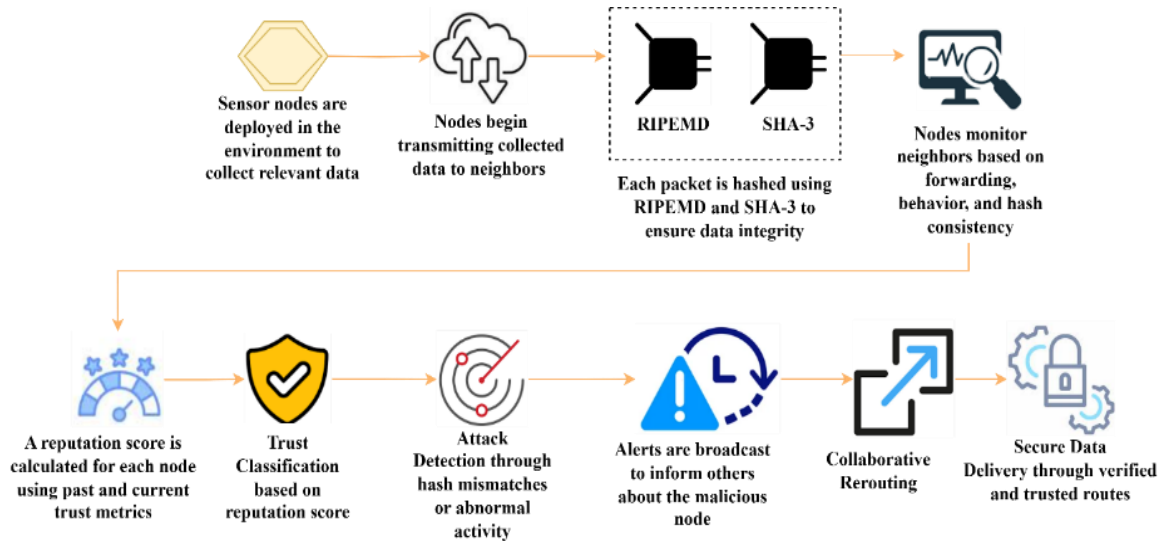 Sensor nodes are
deployed in the
environment to
collect relevant data
Nodes begin
transmitting collected
data to neighbors
RIPEMD
SHA-3
Each packet is hashed using
RIPEMD and SHA-3 to
ensure data integrity
Nodes monitor
neighbors based on
forwarding,
behavior, and hash
consistency
A reputation score is
calculated for each node
using past and current
trust metrics
Trust
Classification
based on
reputation score
Attack
Detection through
hash mismatches
or abnormal
activity
Alerts are broadcast
to inform others
about the malicious
node
Collaborative
Rerouting
Secure Data
Delivery through verified
and trusted routes